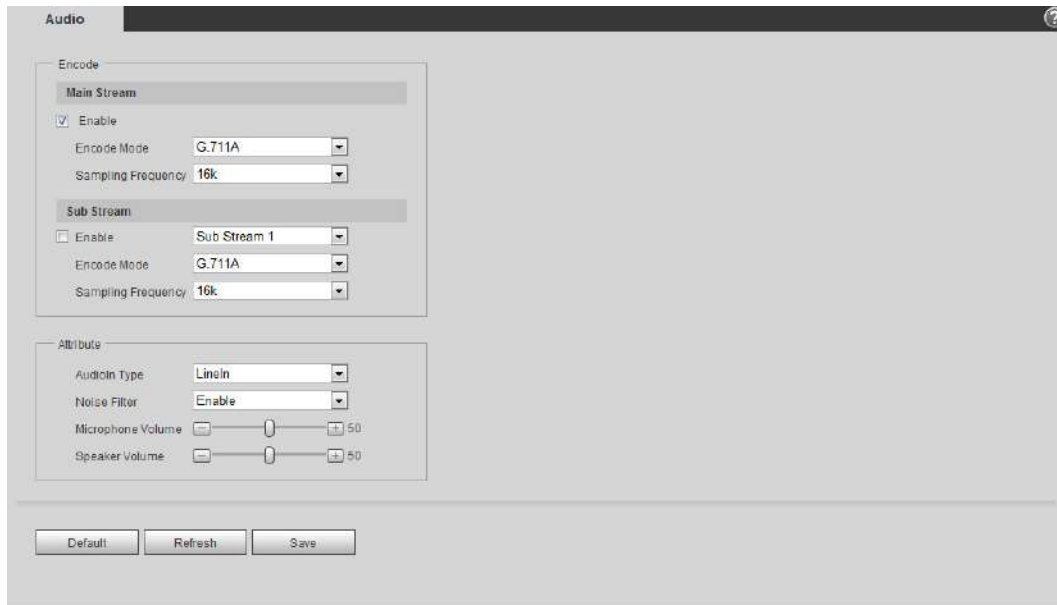 Audio
?
Encode
Main Stream
Enable
Encode Mode G.711A
Sampling Frequency 16k
Sub Stream
Enable Sub Stream 1
Encode Mode G.711A
Sampling Frequency 16k
Attribute
AudioIn Type LineIn
Noise Filter Enable
Microphone Volume 50
Speaker Volume 50
Default Refresh Save